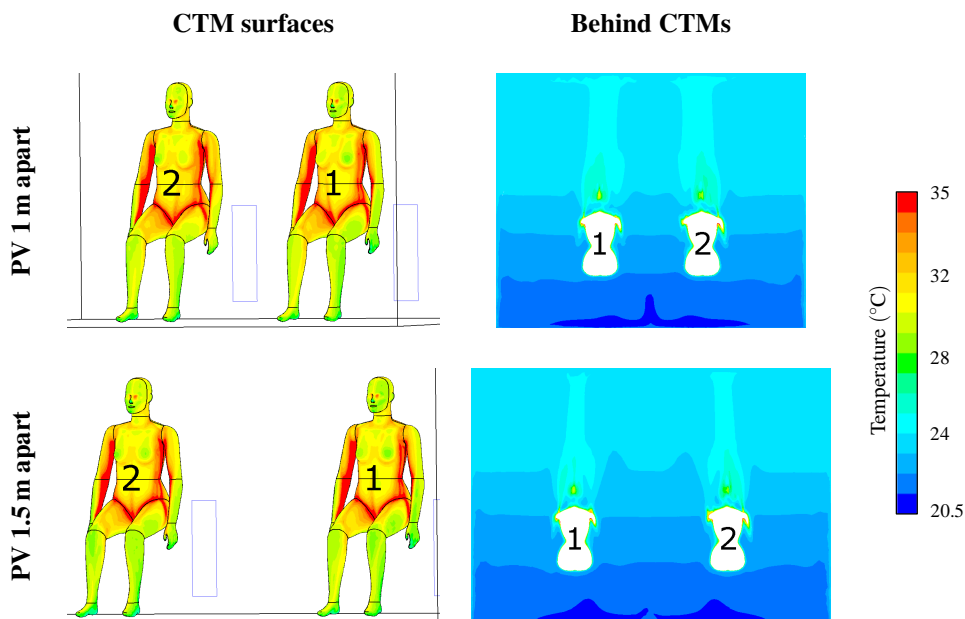 CTM surfaces
Behind CTMs
PV 1 m apart
2
1
1
2
35
32
28
24
20.5
Temperature (°C)
PV 1.5 m apart
2
1
1
2